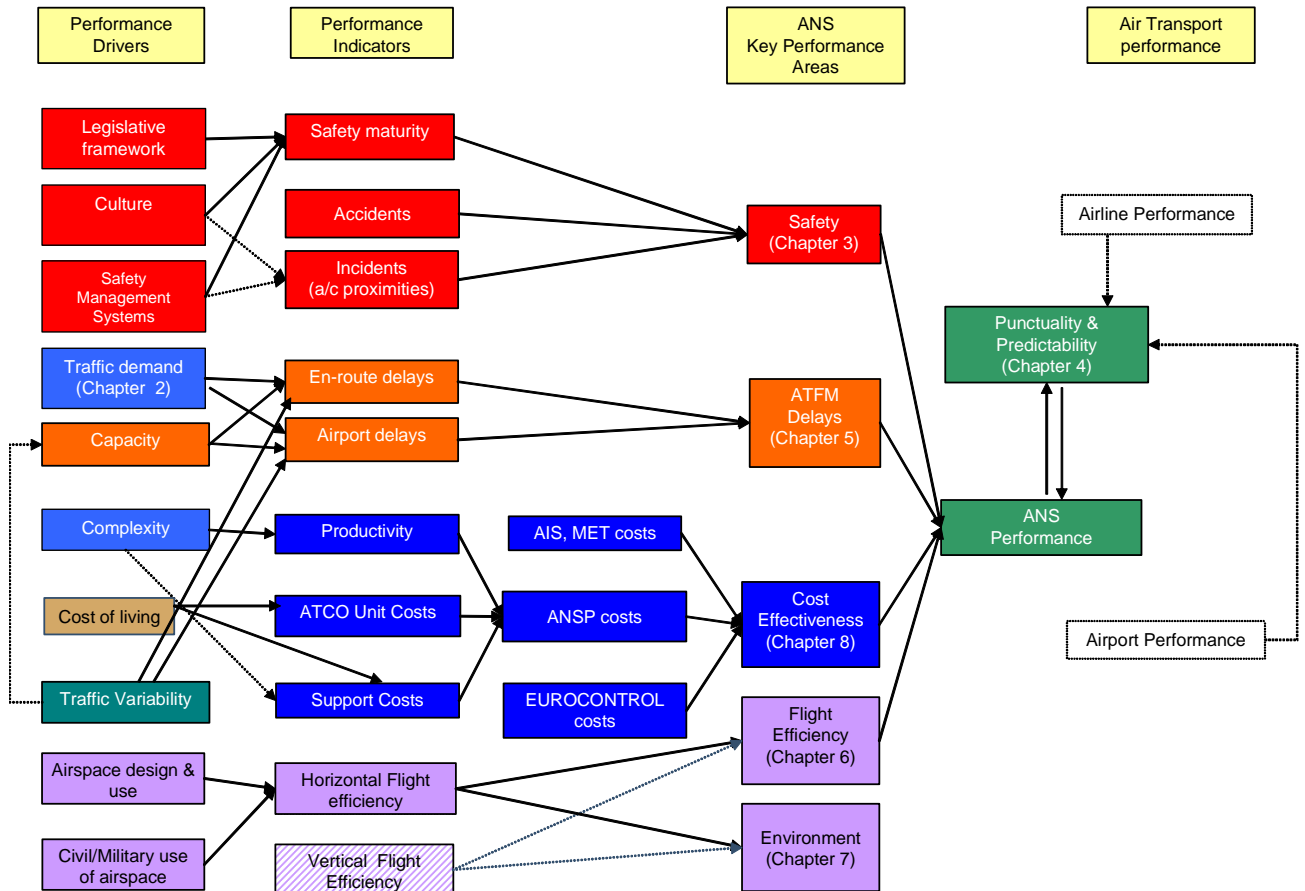 Performance
Drivers
Performance
Indicators
ANS
Key Performance
Areas
Air Transport
performance
Legislative
framework
Safety maturity
Culture
Accidents
Safety
(Chapter 3)
Airline Performance
Safety
Management
Systems
Incidents
(a/c proximities)
Punctuality &
Predictability
(Chapter 4)
Traffic demand
(Chapter 2)
En-route delays
ATFM
Delays
(Chapter 5)
Capacity
Airport delays
Complexity
Productivity
AIS, MET costs
ANS
Performance
Cost of living
ATCO Unit Costs
ANSP costs
Cost
Effectiveness
(Chapter 8)
Airport Performance
Traffic Variability
Support Costs
EUROCONTROL
costs
Flight
Efficiency
(Chapter 6)
Airspace design &
use
Horizontal Flight
efficiency
Civil/Military use
of airspace
Vertical Flight
Efficiency
Environment
(Chapter 7)